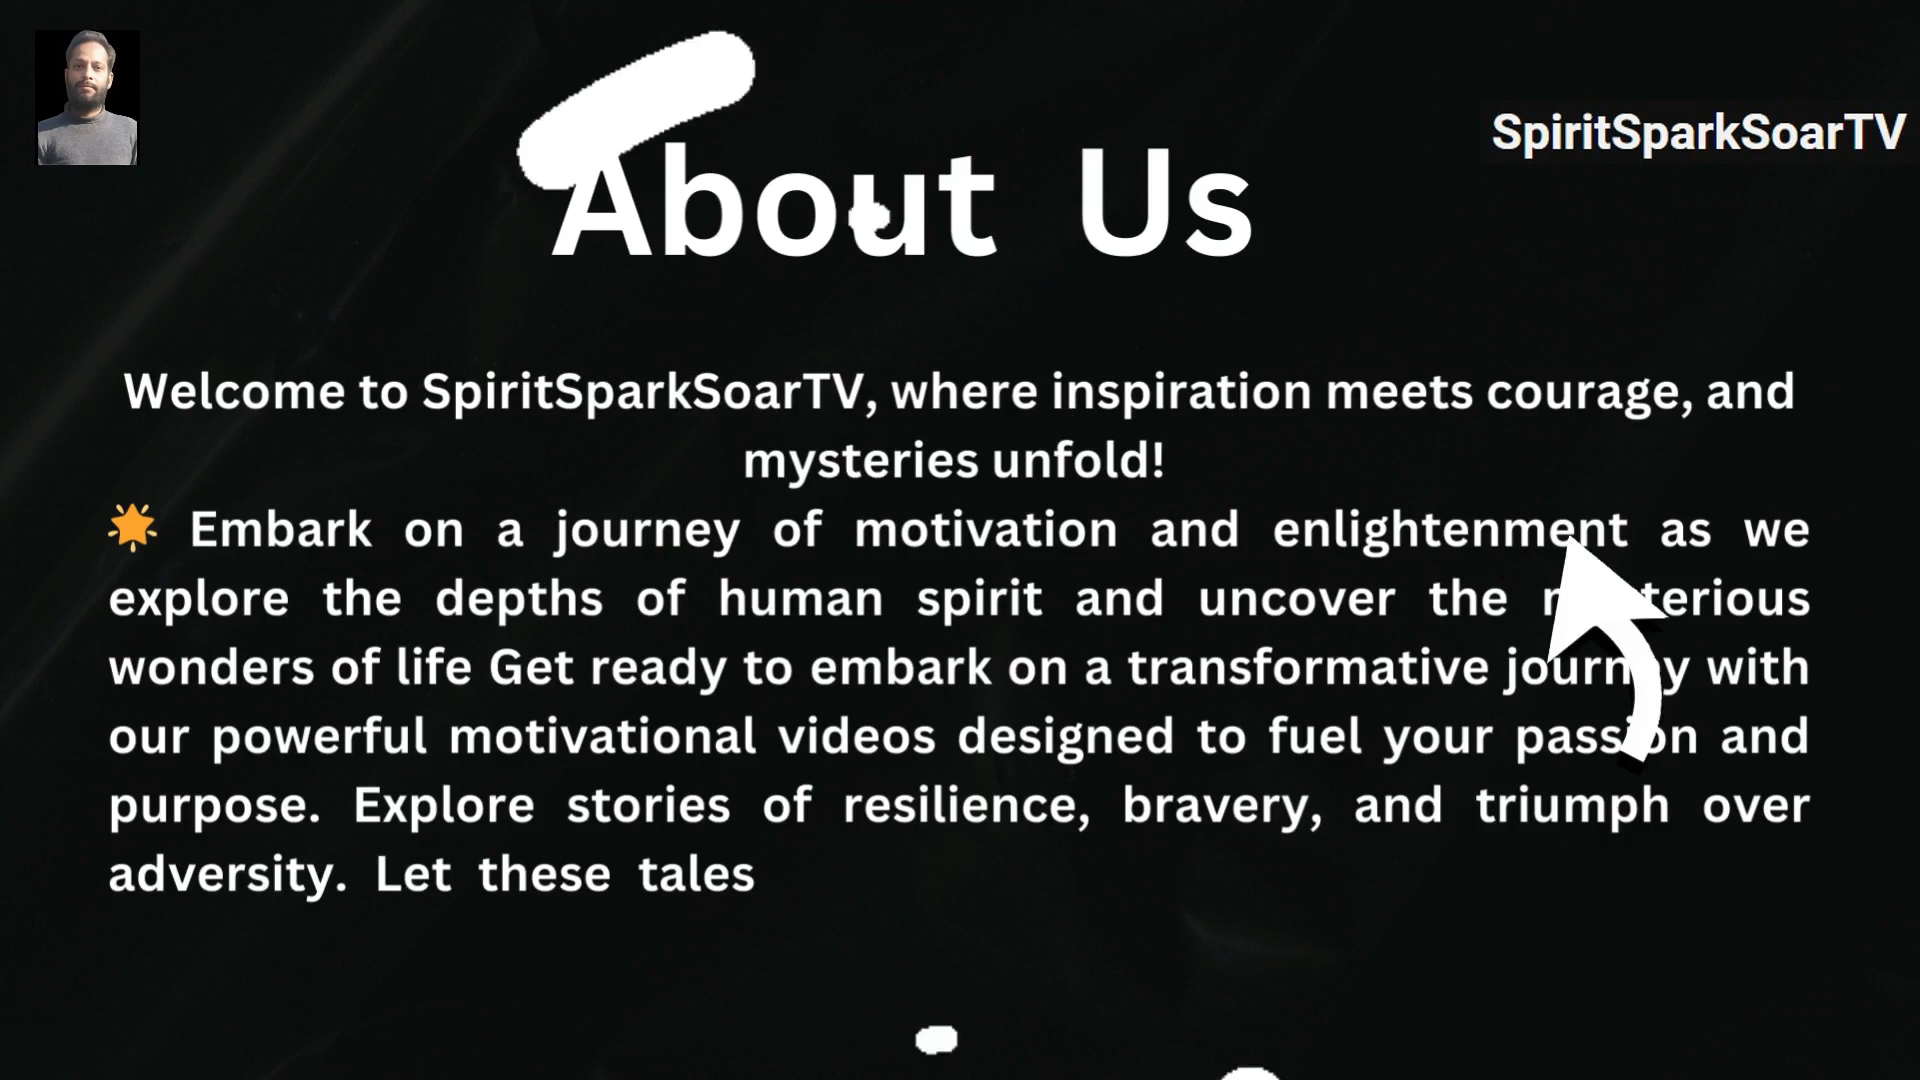 SpiritSparkSoarTV
About Us
Welcome to SpiritSparkSoarTV, where inspiration meets courage, and
mysteries unfold!
🌟 Embark on a journey of motivation and enlightenment as we
explore the depths of human spirit and uncover the mysterious
wonders of life Get ready to embark on a transformative journey with
our powerful motivational videos designed to fuel your passion and
purpose. Explore stories of resilience, bravery, and triumph over
adversity. Let these tales